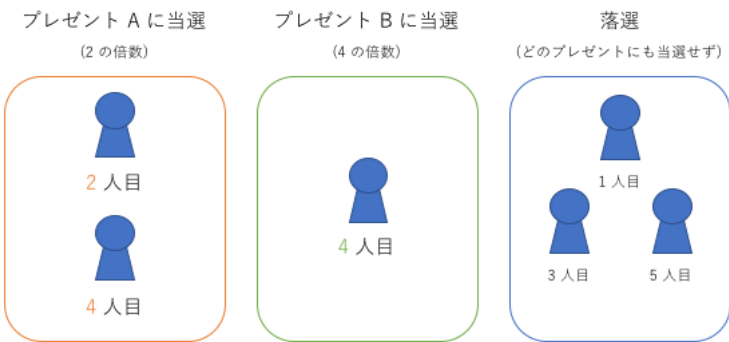 プレゼント A に当選
(2 の倍数)
2 人目
4 人目
プレゼント B に当選
(4 の倍数)
4 人目
落選
(どのプレゼントにも当選せず)
1 人目
3 人目
5 人目